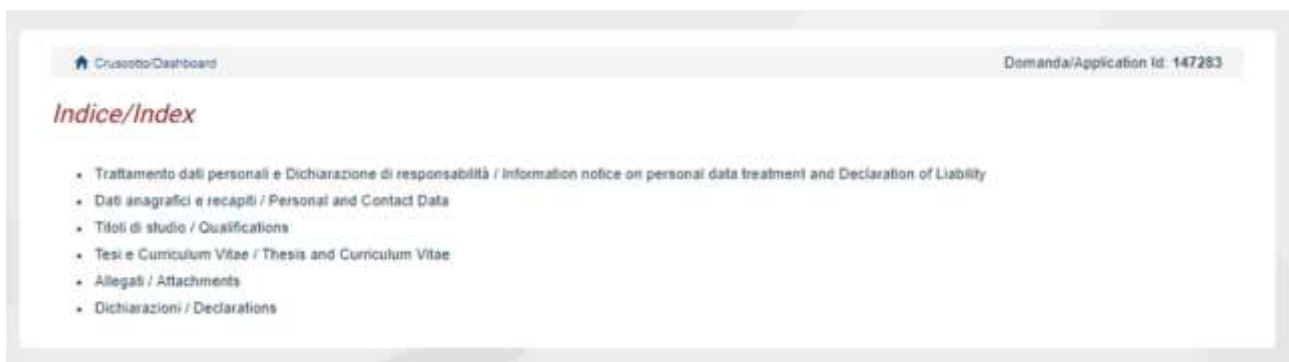 Cruscotto/Dashboard
Domanda/Application Id: 147283
Indice/Index
Trattamento dati personali e Dichiarazione di responsabilità / Information notice on personal data treatment and Declaration of Liability
Dati anagrafici e recapiti / Personal and Contact Data
Titoli di studio / Qualifications
Tesi e Curriculum Vitae / Thesis and Curriculum Vitae
Allegati / Attachments
Dichiarazioni / Declarations